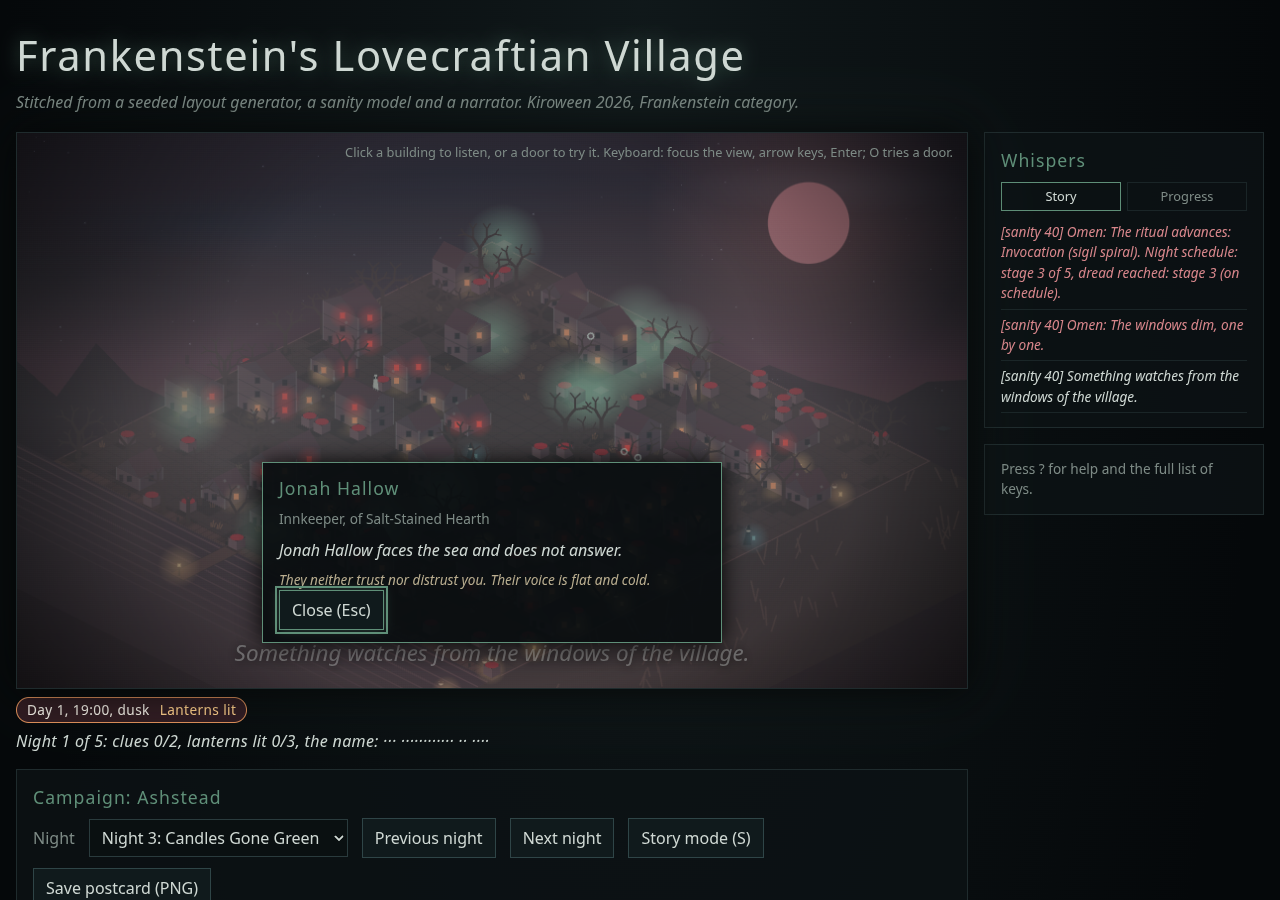 Frankenstein's Lovecraftian Village
Stitched from a seeded layout generator, a sanity model and a narrator. Kiroween 2026, Frankenstein category.
Click a building to listen, or a door to try it. Keyboard: focus the view, arrow keys, Enter; O tries a door.
Jonah Hallow
Innkeeper, of Salt-Stained Hearth
Jonah Hallow faces the sea and does not answer.
They neither trust nor distrust you. Their voice is flat and cold.
Close (Esc)
Something watches from the windows of the village.
Whispers
Story
Progress
[sanity 40] Omen: The ritual advances:
Invocation (sigil spiral). Night schedule:
stage 3 of 5, dread reached: stage 3 (on
schedule).
[sanity 40] Omen: The windows dim, one
by one.
[sanity 40] Something watches from the
windows of the village.
Press ? for help and the full list of
keys.
Day 1, 19:00, dusk Lanterns lit
Night 1 of 5: clues 0/2, lanterns lit 0/3, the name: ··· ············ ·· ····
Campaign: Ashstead
Night
Night 3: Candles Gone Green
Previous night
Next night
Story mode (S)
Save postcard (PNG)